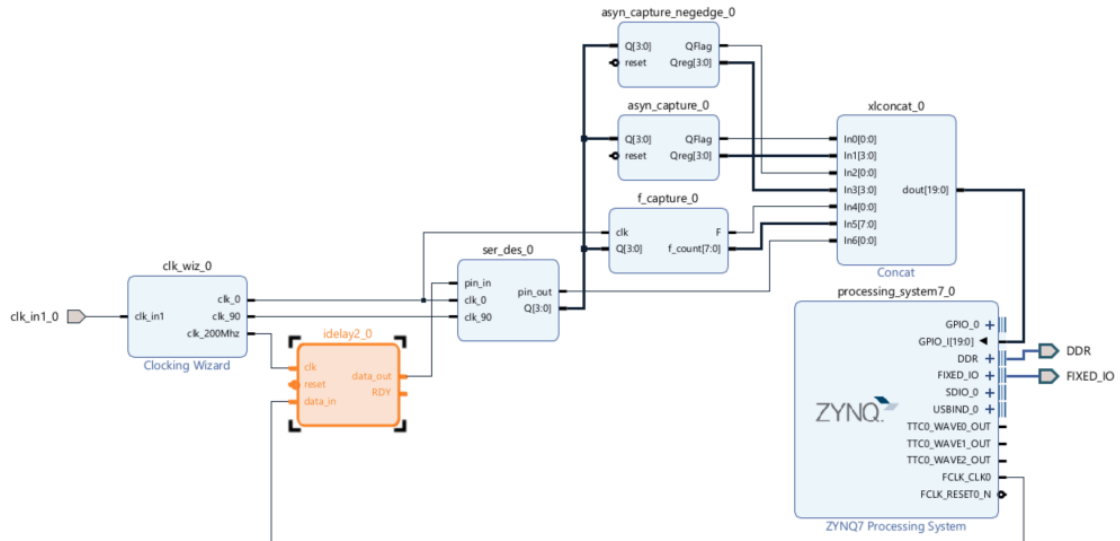 asyn_capture_negedge_0
Q[3:0] QFlag
reset Qreg[3:0]
asyn_capture_0
Q[3:0] QFlag
reset Qreg[3:0]
f_capture_0
clk F
Q[3:0] f_count[7:0]
xlconcat_0
In0[0:0]
In1[3:0]
In2[0:0]
In3[3:0] dout[19:0]
In4[0:0]
In5[7:0]
In6[0:0]
Concat
ser_des_0
pin_in
clk_0 pin_out
clk_90 Q[3:0]
clk_wiz_0
clk_in1_0
clk_in1
clk_0
clk_90
clk_200Mhz
Clocking Wizard
idelay2_0
clk data_out
reset RDY
data_in
processing_system7_0
GPIO_0
GPIO_I[19:0]
DDR
FIXED_IO
SDIO_0
USBIND_0
TTC0_WAVE0_OUT
TTC0_WAVE1_OUT
TTC0_WAVE2_OUT
FCLK_CLK0
FCLK_RESET0_N
ZYNQ
ZYNQ7 Processing System
DDR
FIXED_IO